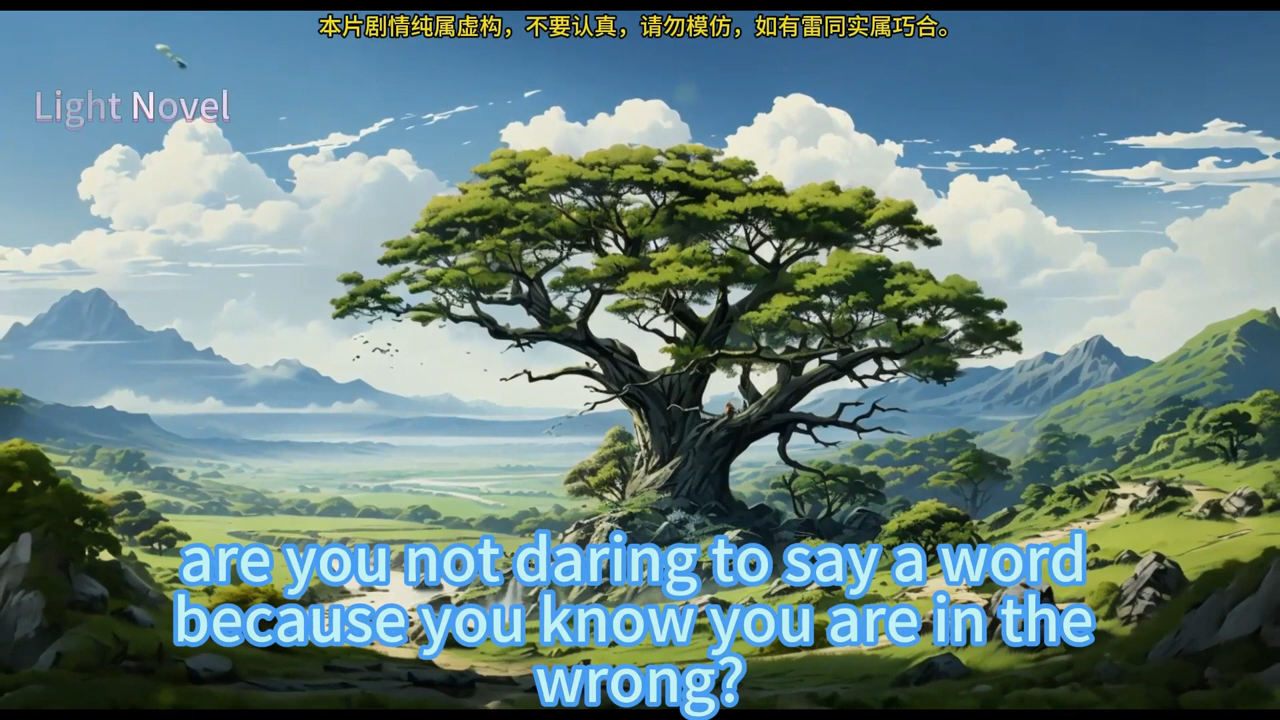 本片剧情纯属虚构，不要认真，请勿模仿，如有雷同实属巧合。
Light Novel
are you not daring to say a word
because you know you are in the
wrong?